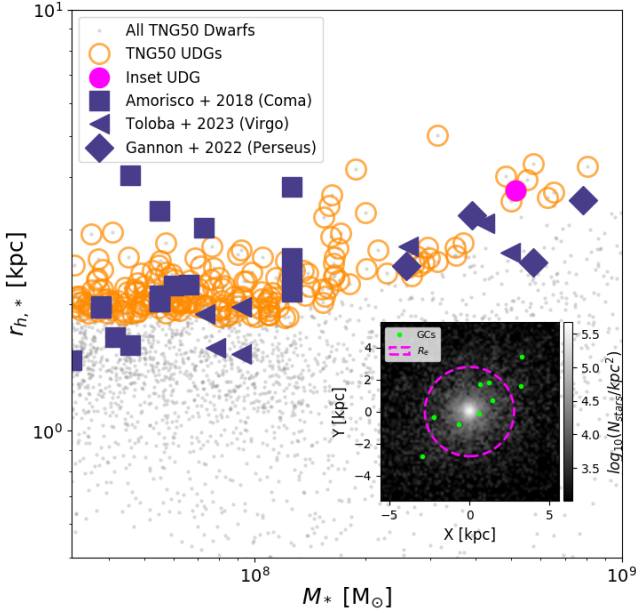 10¹
All TNG50 Dwarfs
TNG50 UDGs
Inset UDG
Amorisco + 2018 (Coma)
Toloba + 2023 (Virgo)
Gannon + 2022 (Perseus)
r_{h,*} [kpc]
10⁰
GCs
R_e
4
2
0
−2
−4
Y [kpc]
−5
0
5
X [kpc]
5.5
5.0
4.5
4.0
3.5
log₁₀(N_{stars}/kpc²)
10⁸
10⁹
M_* [M_⊙]